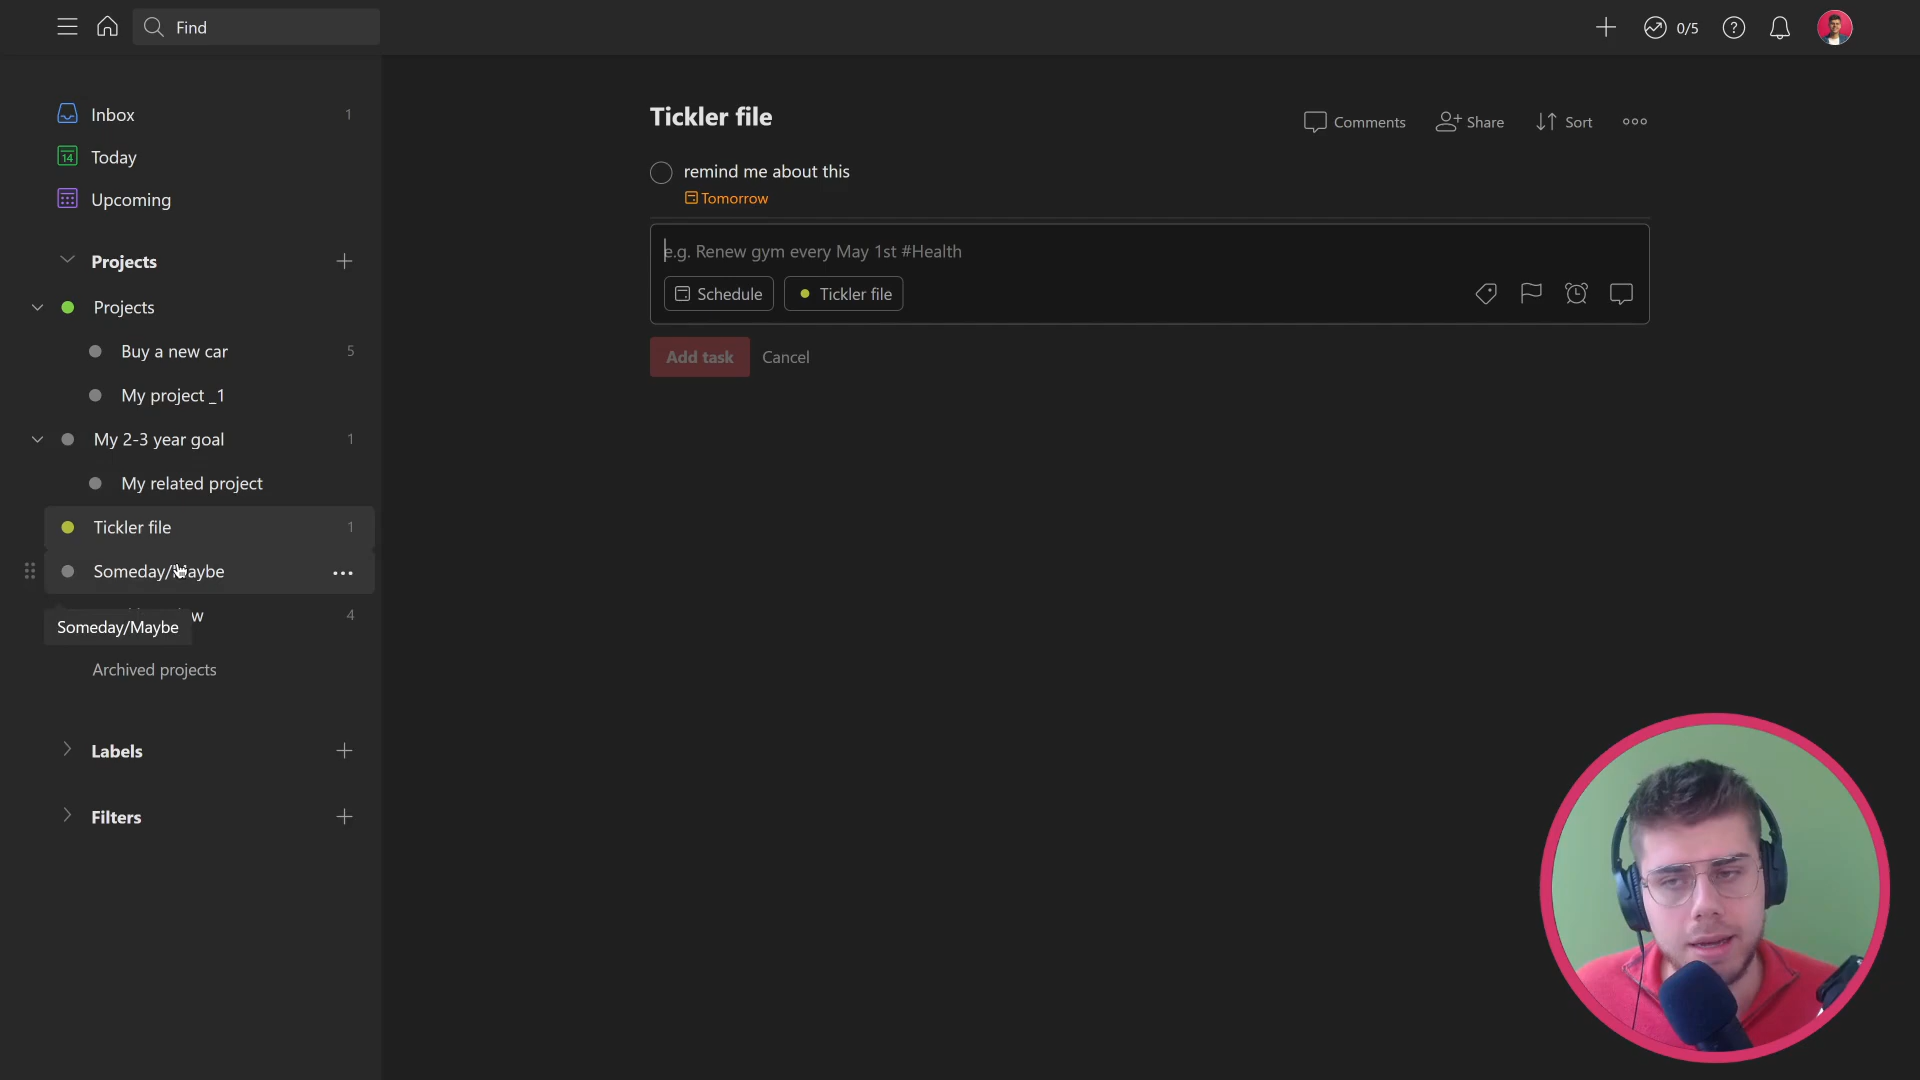 Find
0/5
Inbox 1
14 Today
Upcoming
Projects
Projects
Buy a new car 5
My project _1
My 2-3 year goal 1
My related project
Tickler file 1
Someday/Maybe
w 4
Someday/Maybe
Archived projects
Labels
Filters
Tickler file
Comments Share Sort
remind me about this
Tomorrow
e.g. Renew gym every May 1st #Health
Schedule Tickler file
Add task Cancel